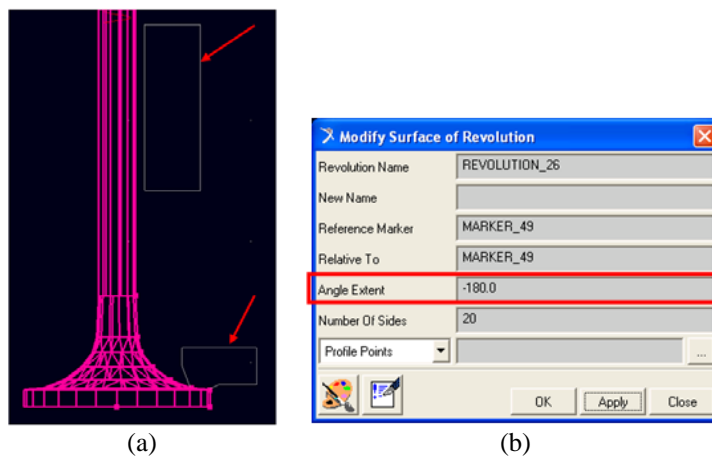 Modify Surface of Revolution
Revolution Name REVOLUTION_26
New Name
Reference Marker MARKER_49
Relative To MARKER_49
Angle Extent -180.0
Number Of Sides 20
Profile Points ...
OK Apply Close
(a) (b)